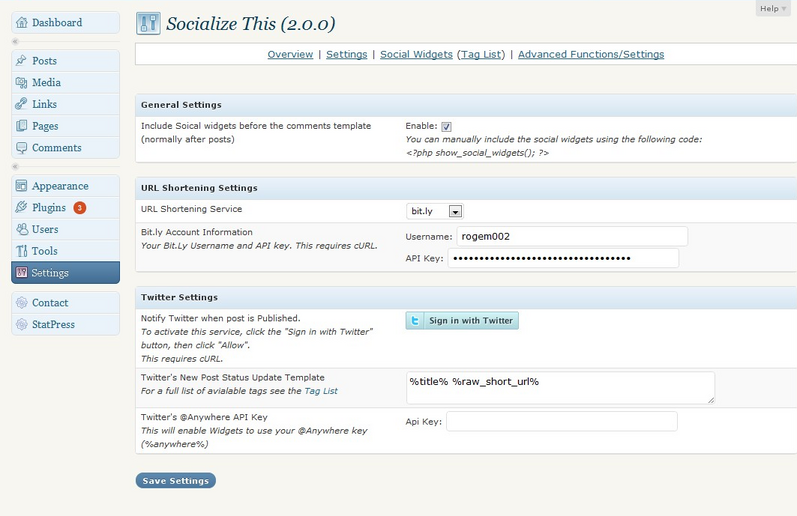 Help
Socialize This (2.0.0)
Overview | Settings | Social Widgets (Tag List) | Advanced Functions/Settings
Dashboard
Posts
Media
Links
Pages
Comments
Appearance
Plugins 3
Users
Tools
Settings
Contact
StatPress
General Settings
Include Soical widgets before the comments template
(normally after posts)
Enable:
You can manually include the social widgets using the following code:
<?php show_social_widgets(); ?>
URL Shortening Settings
URL Shortening Service
bit.ly
Bit.ly Account Information
Your Bit.Ly Username and API key. This requires cURL.
Username: rogem002
API Key: ••••••••••••••••••••••••••••••••••
Twitter Settings
Notify Twitter when post is Published.
To activate this service, click the "Sign in with Twitter"
button, then click "Allow".
This requires cURL.
Sign in with Twitter
Twitter's New Post Status Update Template
For a full list of avialable tags see the Tag List
%title% %raw_short_url%
Twitter's @Anywhere API Key
This will enable Widgets to use your @Anywhere key
(%anywhere%)
Api Key:
Save Settings